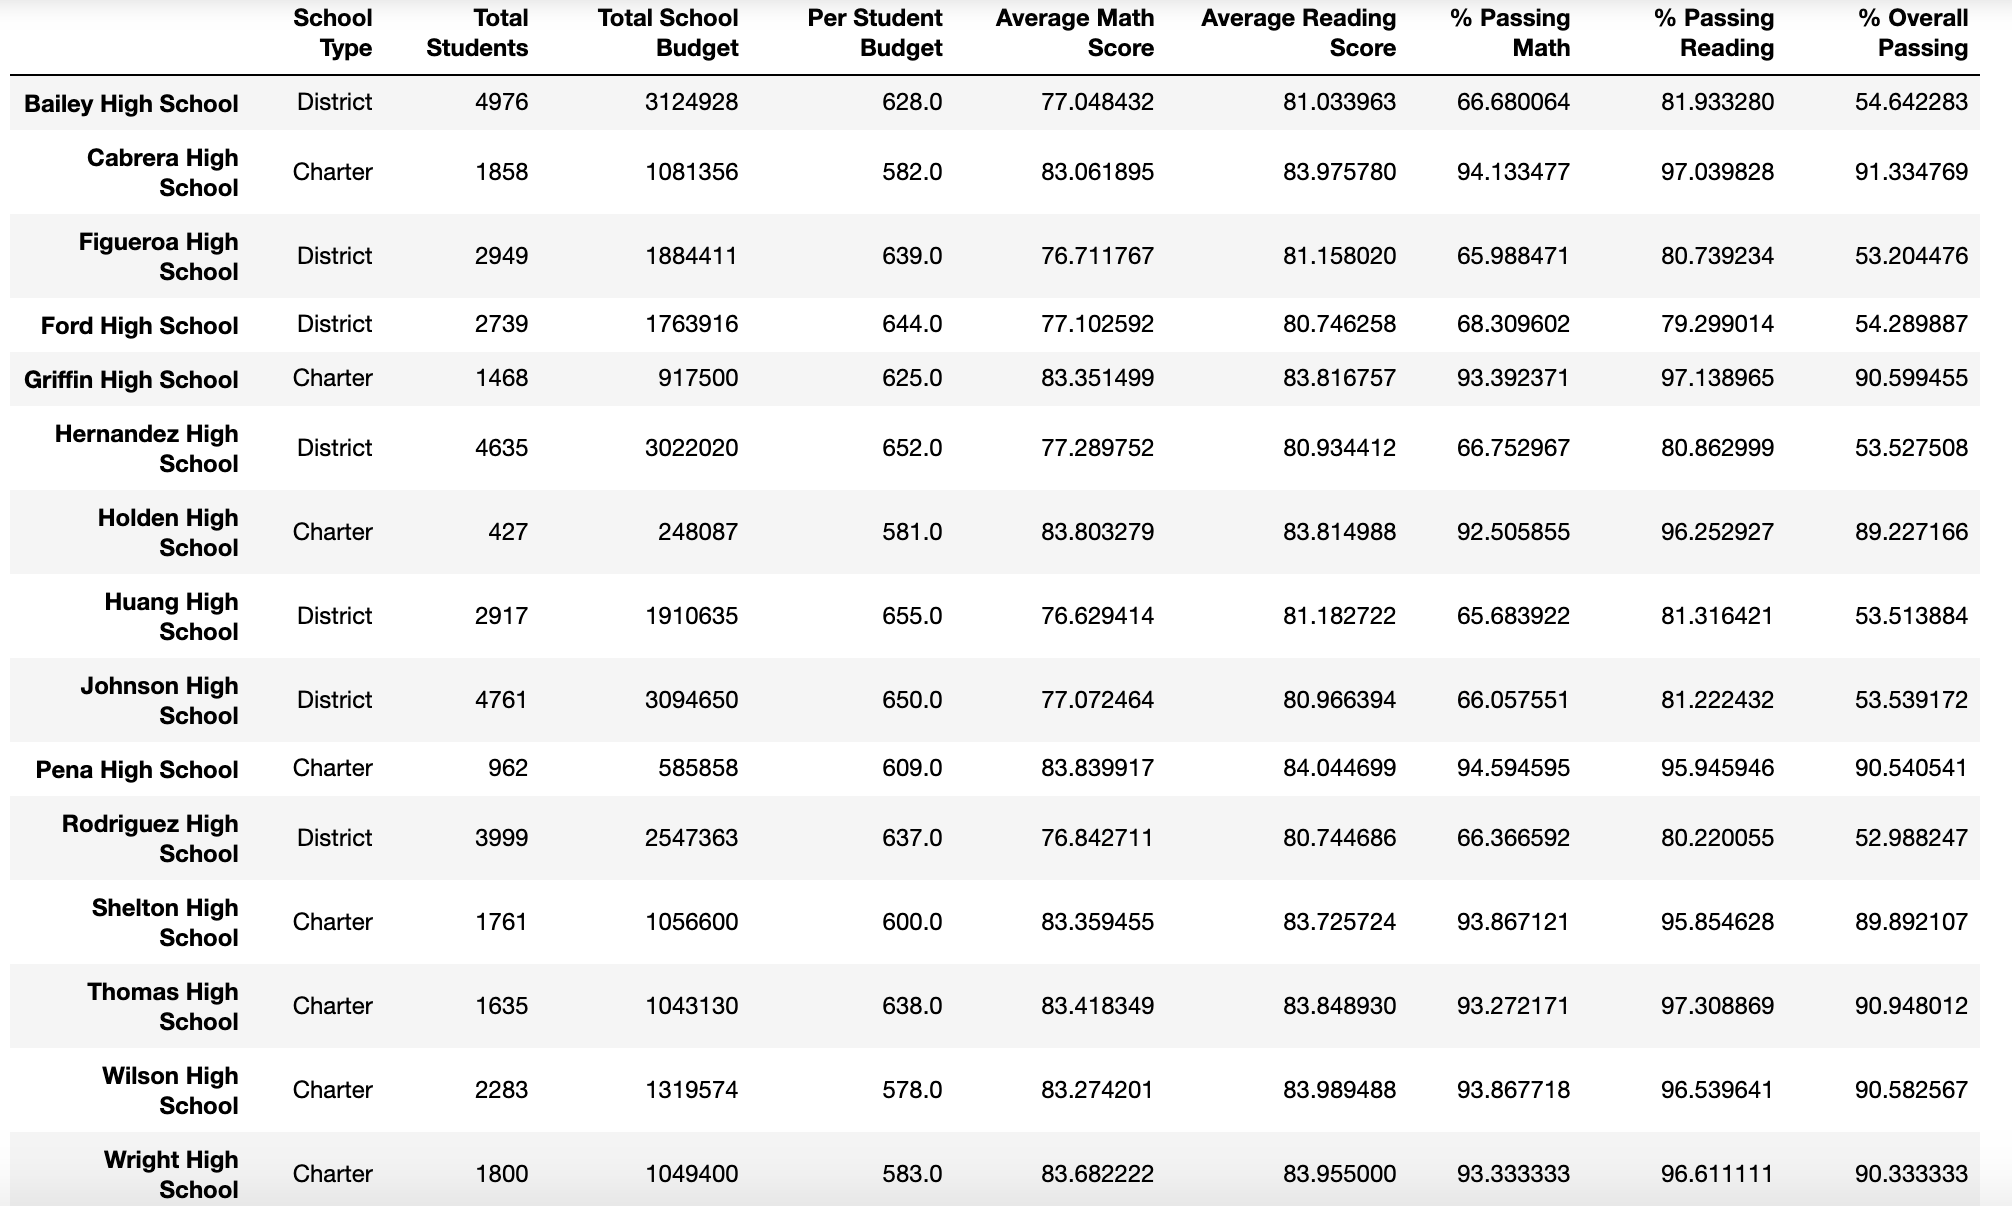 School Type Total Students Total School Budget Per Student Budget Average Math Score Average Reading Score % Passing Math % Passing Reading % Overall Passing
Bailey High School District 4976 3124928 628.0 77.048432 81.033963 66.680064 81.933280 54.642283
Cabrera High School Charter 1858 1081356 582.0 83.061895 83.975780 94.133477 97.039828 91.334769
Figueroa High School District 2949 1884411 639.0 76.711767 81.158020 65.988471 80.739234 53.204476
Ford High School District 2739 1763916 644.0 77.102592 80.746258 68.309602 79.299014 54.289887
Griffin High School Charter 1468 917500 625.0 83.351499 83.816757 93.392371 97.138965 90.599455
Hernandez High School District 4635 3022020 652.0 77.289752 80.934412 66.752967 80.862999 53.527508
Holden High School Charter 427 248087 581.0 83.803279 83.814988 92.505855 96.252927 89.227166
Huang High School District 2917 1910635 655.0 76.629414 81.182722 65.683922 81.316421 53.513884
Johnson High School District 4761 3094650 650.0 77.072464 80.966394 66.057551 81.222432 53.539172
Pena High School Charter 962 585858 609.0 83.839917 84.044699 94.594595 95.945946 90.540541
Rodriguez High School District 3999 2547363 637.0 76.842711 80.744686 66.366592 80.220055 52.988247
Shelton High School Charter 1761 1056600 600.0 83.359455 83.725724 93.867121 95.854628 89.892107
Thomas High School Charter 1635 1043130 638.0 83.418349 83.848930 93.272171 97.308869 90.948012
Wilson High School Charter 2283 1319574 578.0 83.274201 83.989488 93.867718 96.539641 90.582567
Wright High School Charter 1800 1049400 583.0 83.682222 83.955000 93.333333 96.611111 90.333333